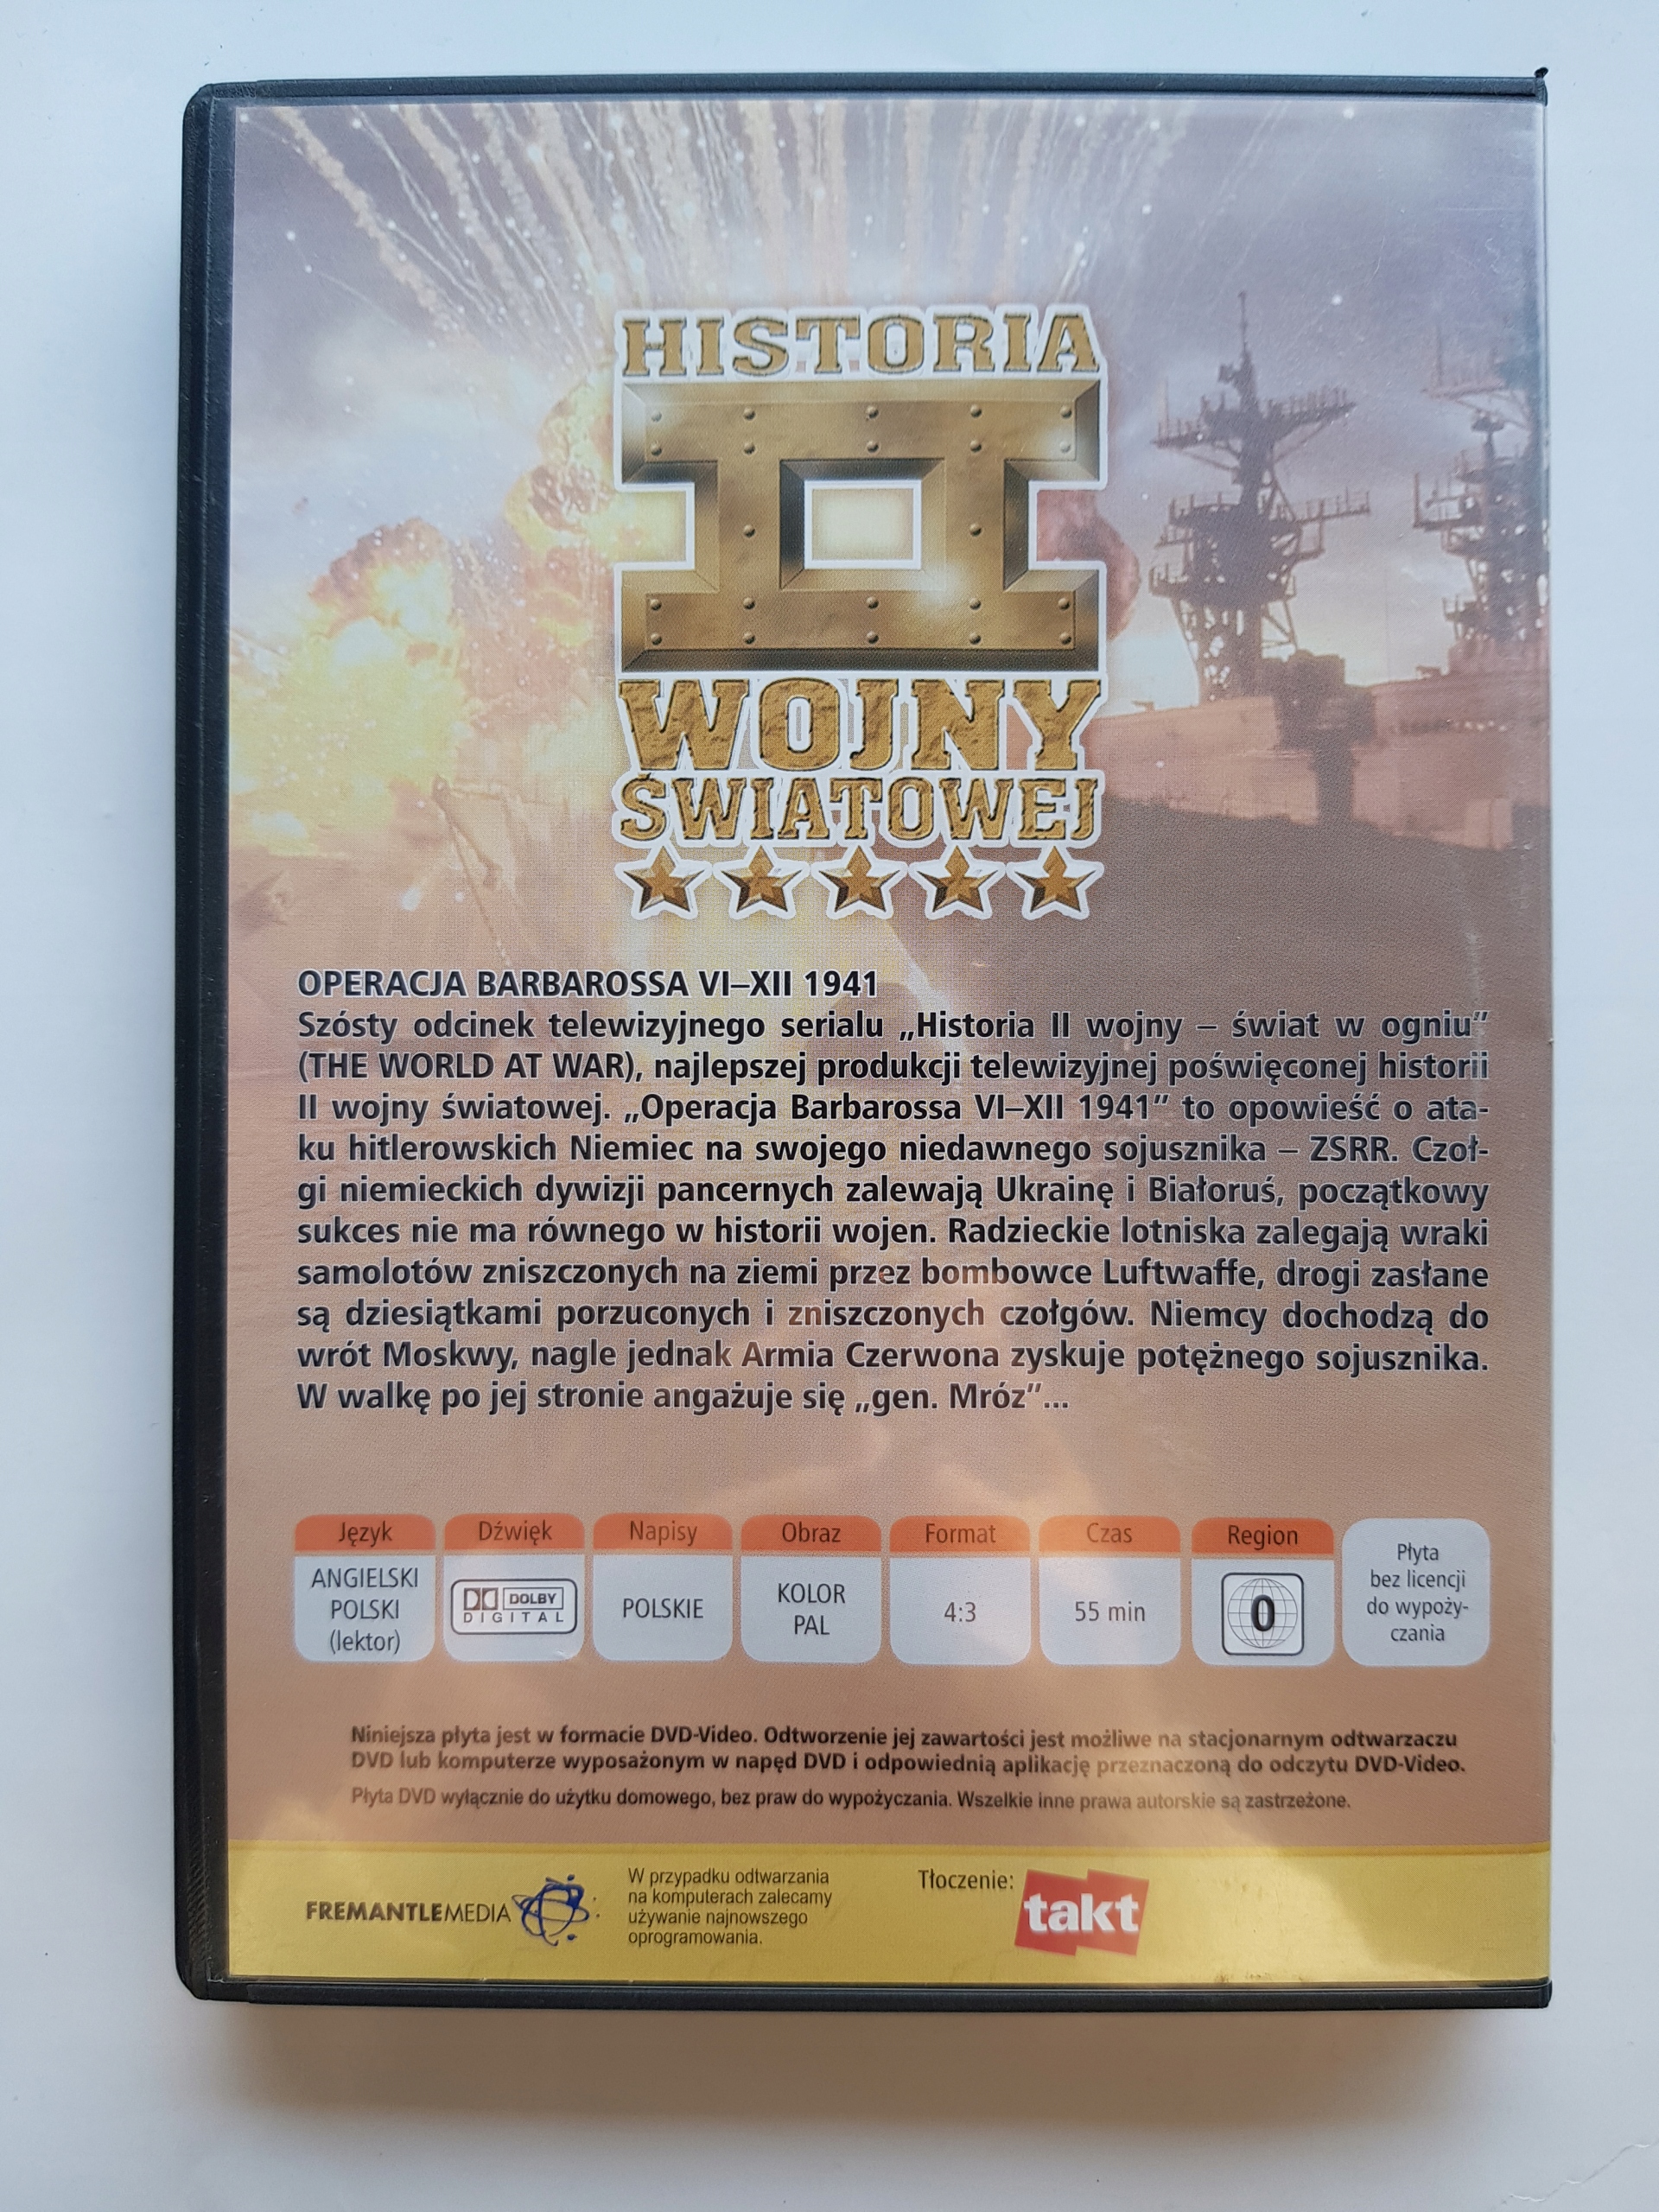 HISTORIA
II
WOJNY
ŚWIATOWEJ
OPERACJA BARBAROSSA VI–XII 1941
Szósty odcinek telewizyjnego serialu „Historia II wojny – świat w ogniu”
(THE WORLD AT WAR), najlepszej produkcji telewizyjnej poświęconej historii
II wojny światowej. „Operacja Barbarossa VI–XII 1941” to opowieść o ata-
ku hitlerowskich Niemiec na swojego niedawnego sojusznika – ZSRR. Czoł-
gi niemieckich dywizji pancernych zalewają Ukrainę i Białoruś, początkowy
sukces nie ma równego w historii wojen. Radzieckie lotniska zalegają wraki
samolotów zniszczonych na ziemi przez bombowce Luftwaffe, drogi zasłane
są dziesiątkami porzuconych i zniszczonych czołgów. Niemcy dochodzą do
wrót Moskwy, nagle jednak Armia Czerwona zyskuje potężnego sojusznika.
W walkę po jej stronie angażuje się „gen. Mróz”...
Język
ANGIELSKI
POLSKI
(lektor)
Dźwięk
DOLBY
DIGITAL
Napisy
POLSKIE
Obraz
KOLOR
PAL
Format
4:3
Czas
55 min
Region
0
Płyta
bez licencji
do wypoży-
czania
Niniejsza płyta jest w formacie DVD-Video. Odtworzenie jej zawartości jest możliwe na stacjonarnym odtwarzaczu
DVD lub komputerze wyposażonym w napęd DVD i odpowiednią aplikację przeznaczoną do odczytu DVD-Video.
Płyta DVD wyłącznie do użytku domowego, bez praw do wypożyczania. Wszelkie inne prawa autorskie są zastrzeżone.
FREMANTLEMEDIA
W przypadku odtwarzania
na komputerach zalecamy
używanie najnowszego
oprogramowania.
Tłoczenie:
takt